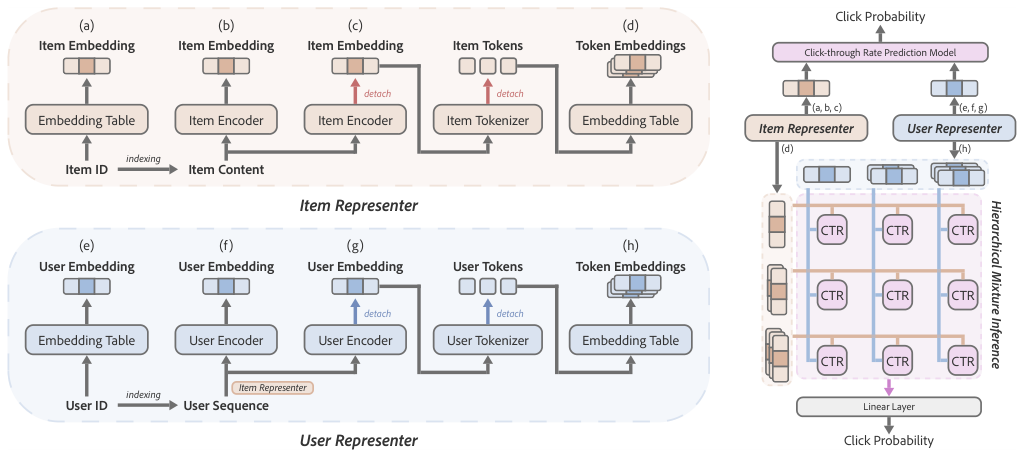 (a) (b) (c) (d)
Item Embedding Item Embedding Item Embedding Item Tokens Token Embeddings
detach detach
Embedding Table Item Encoder Item Encoder Item Tokenizer Embedding Table
Item ID indexing Item Content
Item Representer
(e) (f) (g) (h)
User Embedding User Embedding User Embedding User Tokens Token Embeddings
detach detach
Embedding Table User Encoder User Encoder User Tokenizer Embedding Table
Item Representer
User ID indexing User Sequence
User Representer
Click Probability
Click-through Rate Prediction Model
(a, b, c) (e, f, g)
Item Representer User Representer
(d) (h)
CTR CTR CTR
CTR CTR CTR
CTR CTR CTR
Hierarchical Mixture Inference
Linear Layer
Click Probability